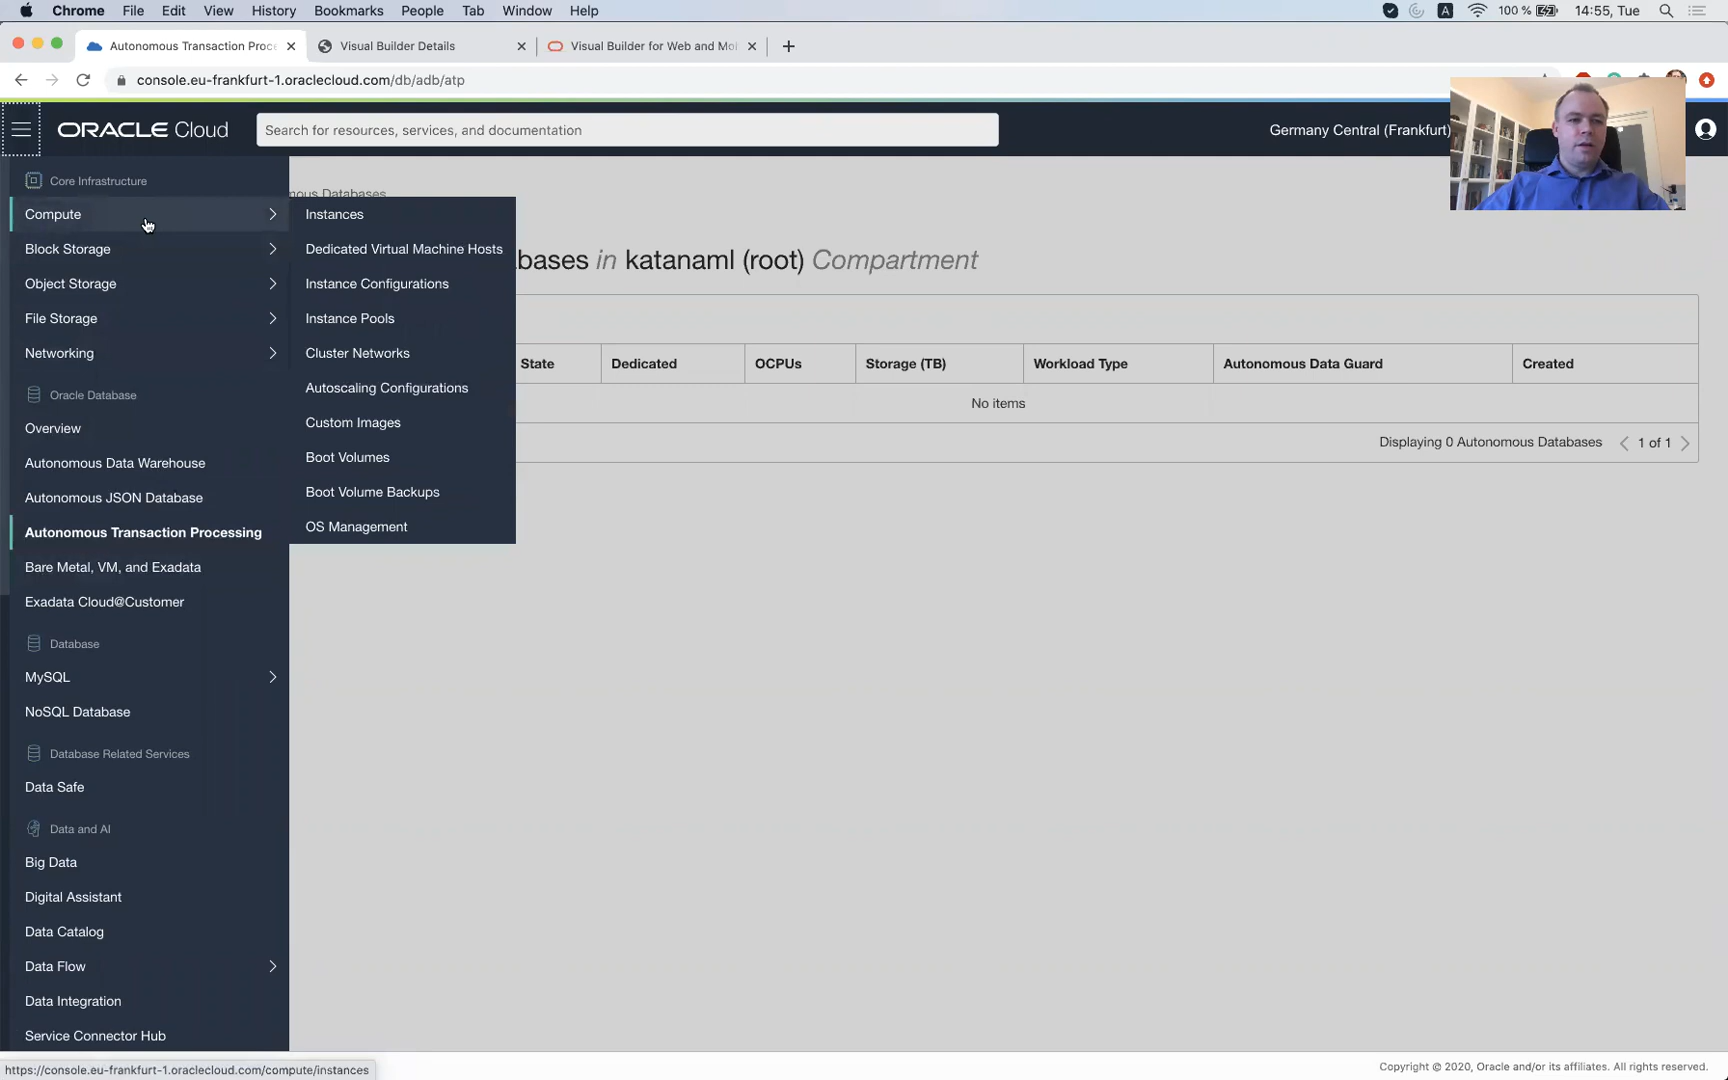 Chrome File Edit View History Bookmarks People Tab Window Help
A 100 % 14:55, Tue
Autonomous Transaction Proce
Visual Builder Details
Visual Builder for Web and Mo
console.eu-frankfurt-1.oraclecloud.com/db/adb/atp
ORACLE Cloud
Search for resources, services, and documentation
Germany Central (Frankfurt)
Core Infrastructure
Compute
Block Storage
Object Storage
File Storage
Networking
Oracle Database
Overview
Autonomous Data Warehouse
Autonomous JSON Database
Autonomous Transaction Processing
Bare Metal, VM, and Exadata
Exadata Cloud@Customer
Database
MySQL
NoSQL Database
Database Related Services
Data Safe
Data and AI
Big Data
Digital Assistant
Data Catalog
Data Flow
Data Integration
Service Connector Hub
Instances
Dedicated Virtual Machine Hosts
Instance Configurations
Instance Pools
Cluster Networks
Autoscaling Configurations
Custom Images
Boot Volumes
Boot Volume Backups
OS Management
mous Databases
bases in katanaml (root) Compartment
State Dedicated OCPUs Storage (TB) Workload Type Autonomous Data Guard Created
No items
Displaying 0 Autonomous Databases 1 of 1
https://console.eu-frankfurt-1.oraclecloud.com/compute/instances
Copyright © 2020, Oracle and/or its affiliates. All rights reserved.